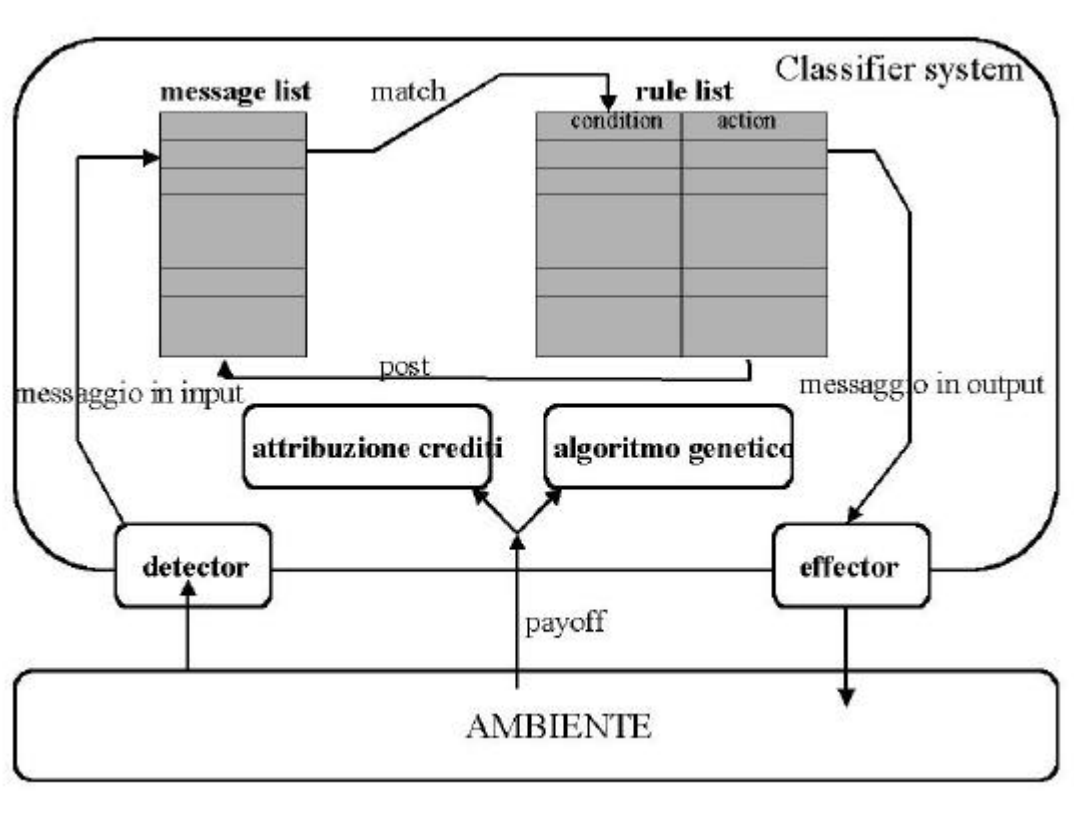 Classifier system
message list
match
rule list
condition action
post
messaggio in input
messaggio in output
attribuzione crediti
algoritmo genetico
detector
effector
payoff
AMBIENTE